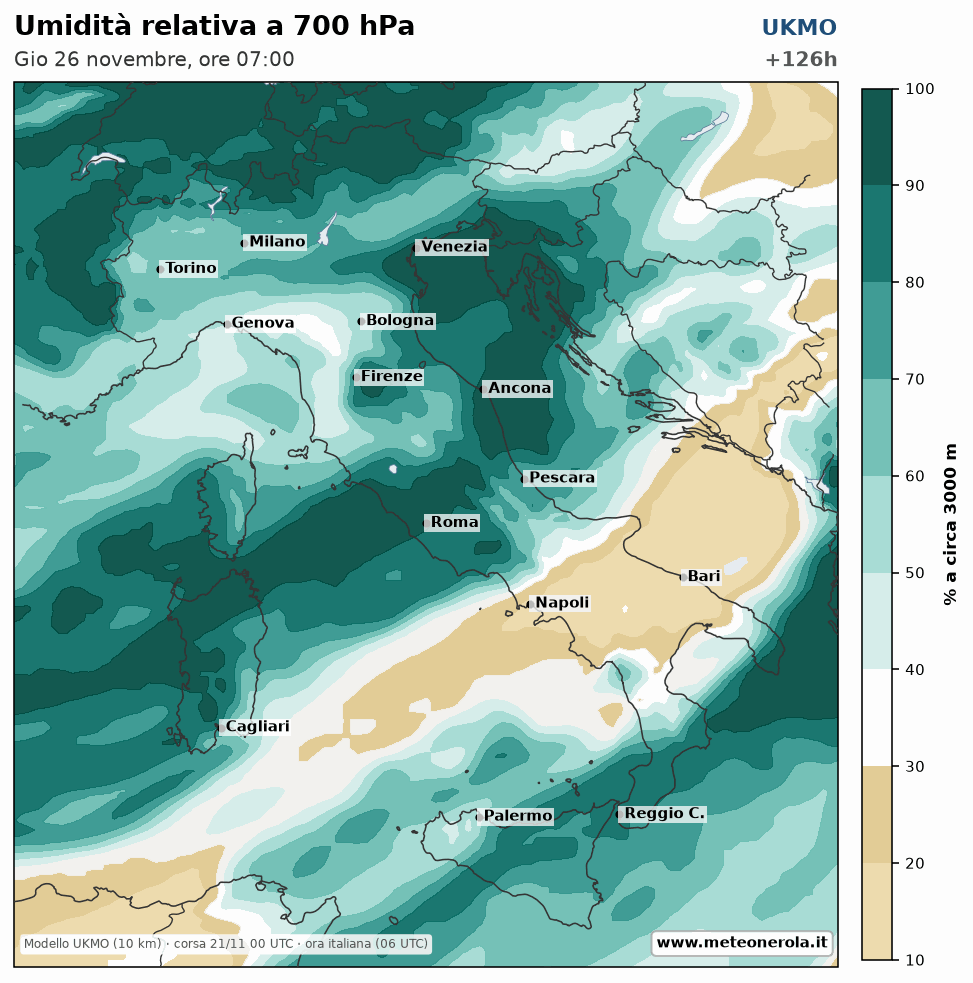 Umidità relativa a 700 hPa
UKMO
Gio 26 novembre, ore 07:00
+126h
Milano
Venezia
Torino
Genova
Bologna
Firenze
Ancona
Pescara
Roma
Bari
Napoli
Cagliari
Palermo
Reggio C.
100
90
80
70
60
50
40
30
20
10
% a circa 3000 m
Modello UKMO (10 km) · corsa 21/11 00 UTC · ora italiana (06 UTC)
www.meteonerola.it